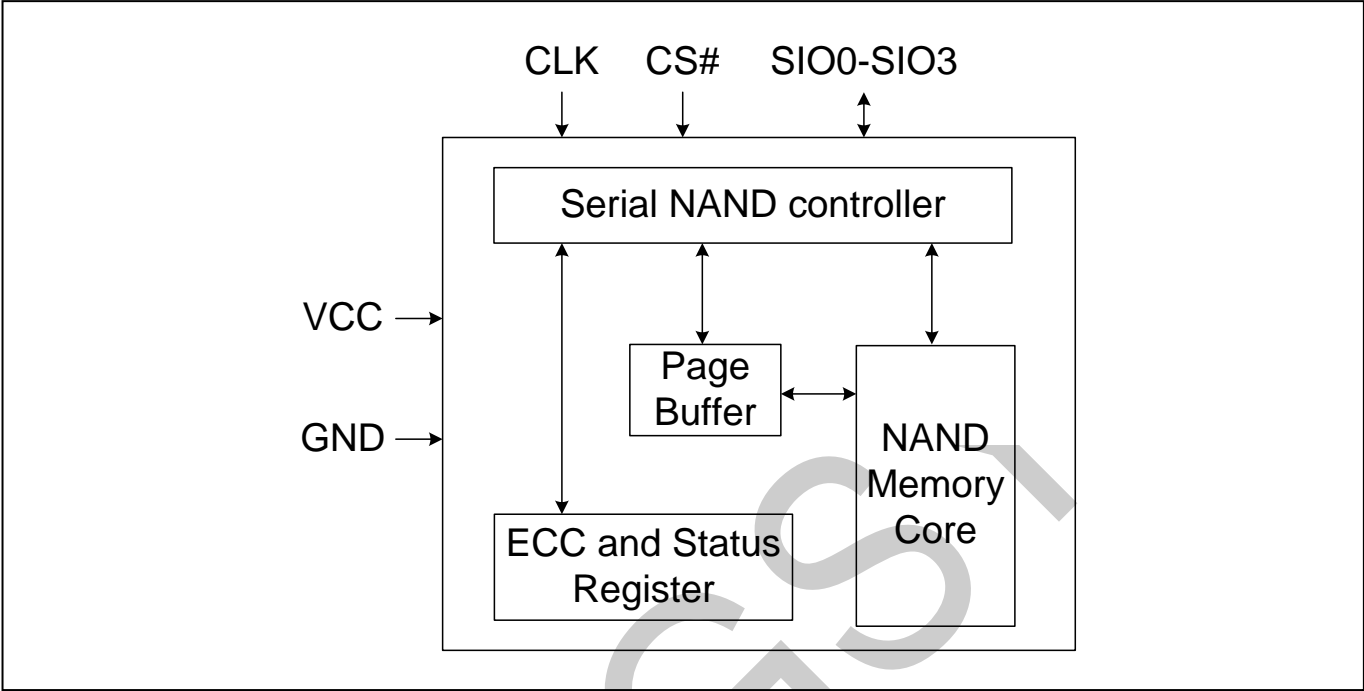 CLK CS# SIO0-SIO3
Serial NAND controller
VCC
Page
Buffer
GND
NAND
Memory
Core
ECC and Status
Register